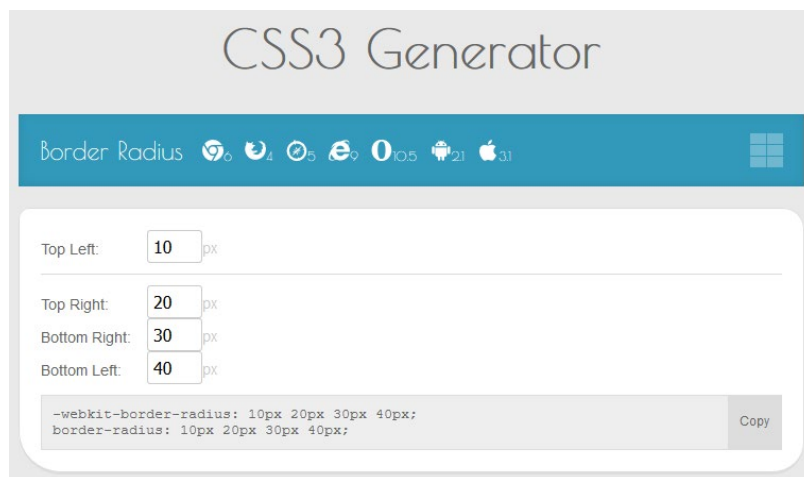 CSS3 Generator
Border Radius 6 4 5 9 10.5 2.1 3.1
Top Left: 10 px
Top Right: 20 px
Bottom Right: 30 px
Bottom Left: 40 px
-webkit-border-radius: 10px 20px 30px 40px;
border-radius: 10px 20px 30px 40px;
Copy